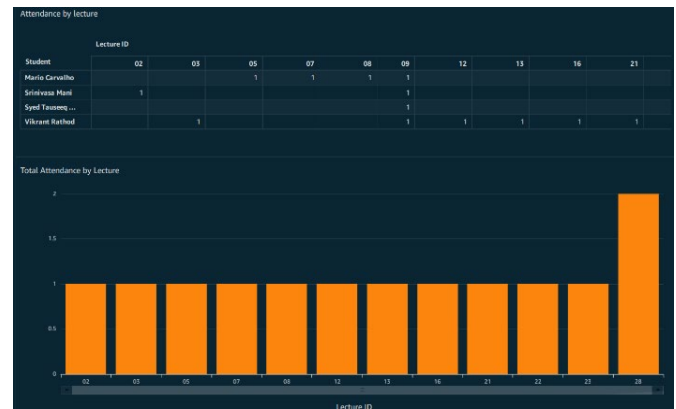 Attendance by lecture
Lecture ID
Student 02 03 05 07 08 09 12 13 16 21
Mario Carvalho 1 1 1 1
Srinivasa Mani 1 1
Syed Tauseeq ... 1
Vikrant Rathod 1 1 1 1 1 1
Total Attendance by Lecture
2
1.5
1
0.5
0
02 03 05 07 08 12 13 16 21 22 23 28
Lecture ID